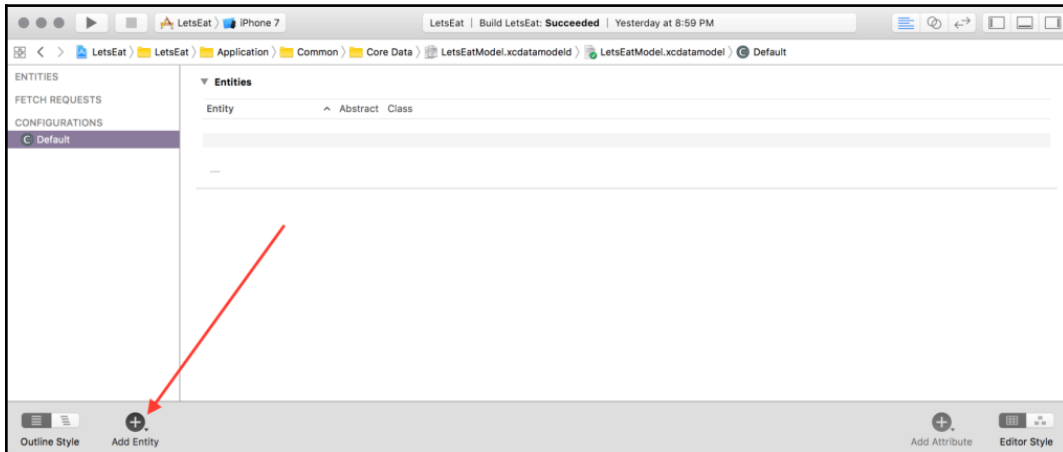 LetsEat 〉 iPhone 7
LetsEat | Build LetsEat: Succeeded | Yesterday at 8:59 PM
LetsEat 〉 LetsEat 〉 Application 〉 Common 〉 Core Data 〉 LetsEatModel.xcdatamodeld 〉 LetsEatModel.xcdatamodel 〉 C Default
ENTITIES
FETCH REQUESTS
CONFIGURATIONS
C Default
Entities
Entity Abstract Class
Outline Style Add Entity Add Attribute Editor Style